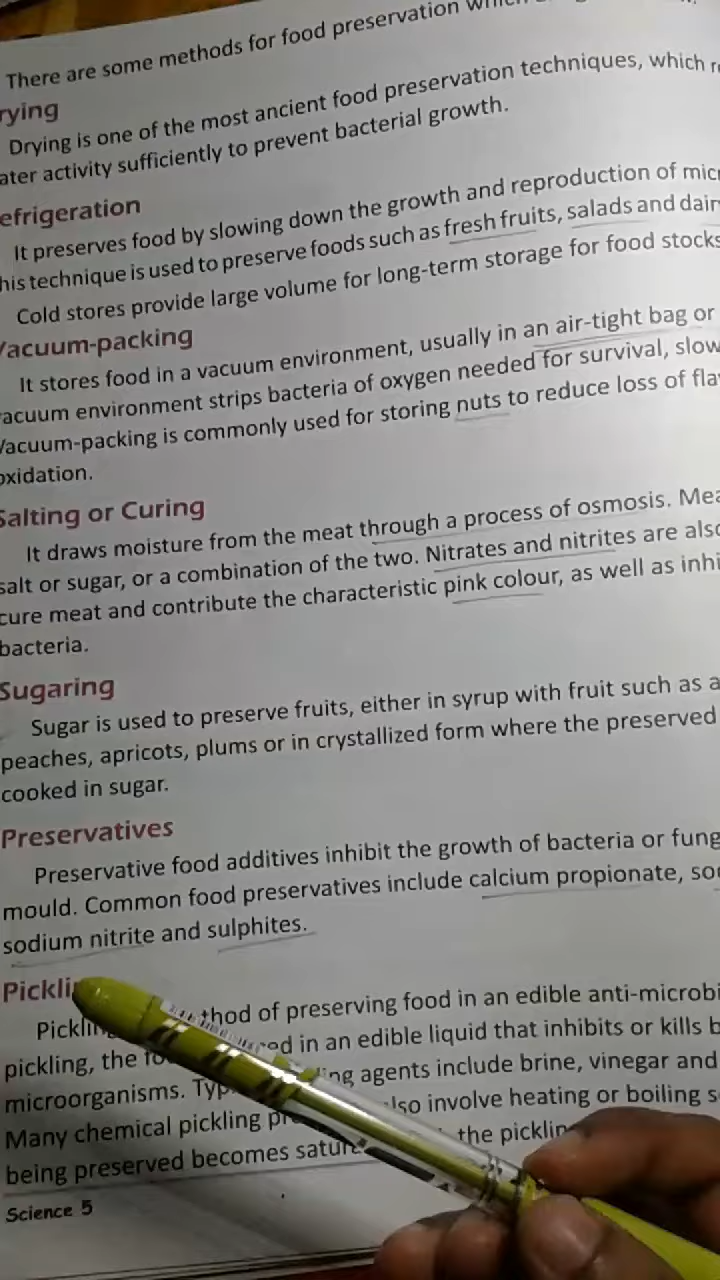 There are some methods for food preservation
rying
Drying is one of the most ancient food preservation techniques, which
ater activity sufficiently to prevent bacterial growth.
efrigeration
It preserves food by slowing down the growth and reproduction of micr
his technique is used to preserve foods such as fresh fruits, salads and dair
Cold stores provide large volume for long-term storage for food stocks
Vacuum-packing
It stores food in a vacuum environment, usually in an air-tight bag or
vacuum environment strips bacteria of oxygen needed for survival, slow
Vacuum-packing is commonly used for storing nuts to reduce loss of fla
oxidation.
Salting or Curing
It draws moisture from the meat through a process of osmosis. Mea
salt or sugar, or a combination of the two. Nitrates and nitrites are also
cure meat and contribute the characteristic pink colour, as well as inhi
bacteria.
Sugaring
Sugar is used to preserve fruits, either in syrup with fruit such as a
peaches, apricots, plums or in crystallized form where the preserved
cooked in sugar.
Preservatives
Preservative food additives inhibit the growth of bacteria or fung
mould. Common food preservatives include calcium propionate, so
sodium nitrite and sulphites.
Pickli
Picklin thod of preserving food in an edible anti-microbi
pickling, the fo ed in an edible liquid that inhibits or kills b
microorganisms. Typ ing agents include brine, vinegar and
Many chemical pickling pr lso involve heating or boiling s
being preserved becomes satur the picklin
Science 5